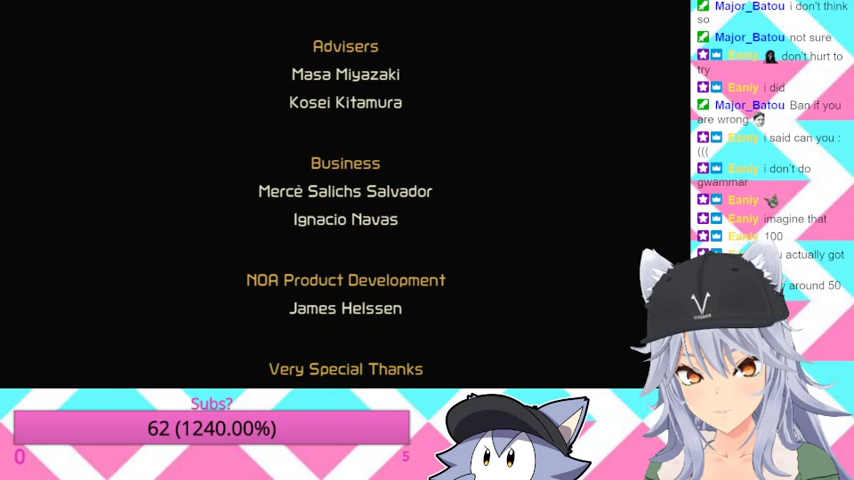 Advisers
Masa Miyazaki
Kosei Kitamura
Business
Mercè Salichs Salvador
Ignacio Navas
NOA Product Development
James Helssen
Very Special Thanks
Major_Batou i don't think
so
Major_Batou not sure
Eanly don't hurt to
try
Eanly i did
Major_Batou Ban if you
are wrong
Eanly i said can you :
(((
Eanly i don't do
gwammar
Eanly
Eanly imagine that
Eanly 100
actually got
around 50
Subs?
62 (1240.00%)
0
5